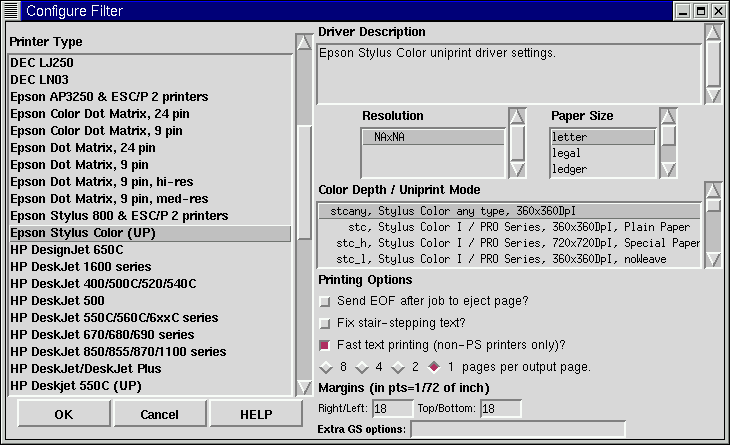 Configure Filter
Printer Type
DEC LJ250
DEC LN03
Epson AP3250 & ESC/P 2 printers
Epson Color Dot Matrix, 24 pin
Epson Color Dot Matrix, 9 pin
Epson Dot Matrix, 24 pin
Epson Dot Matrix, 9 pin
Epson Dot Matrix, 9 pin, hi-res
Epson Dot Matrix, 9 pin, med-res
Epson Stylus 800 & ESC/P 2 printers
Epson Stylus Color (UP)
HP DesignJet 650C
HP DeskJet 1600 series
HP DeskJet 400/500C/520/540C
HP DeskJet 500
HP DeskJet 550C/560C/6xxC series
HP DeskJet 670/680/690 series
HP DeskJet 850/855/870/1100 series
HP DeskJet/DeskJet Plus
HP Deskjet 550C (UP)
OK Cancel HELP
Driver Description
Epson Stylus Color uniprint driver settings.
Resolution
NAxNA
Paper Size
letter
legal
ledger
Color Depth / Uniprint Mode
stcany, Stylus Color any type, 360x360DpI
stc, Stylus Color I / PRO Series, 360x360DpI, Plain Paper
stc_h, Stylus Color I / PRO Series, 720x720DpI, Special Paper
stc_l, Stylus Color I / PRO Series, 360x360DpI, noWeave
Printing Options
Send EOF after job to eject page?
Fix stair-stepping text?
Fast text printing (non-PS printers only)?
8 4 2 1 pages per output page.
Margins (in pts=1/72 of inch)
Right/Left: 18 Top/Bottom: 18
Extra GS options: